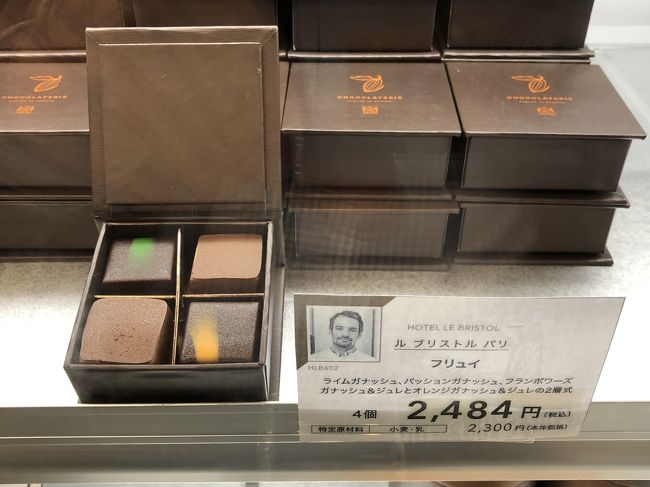 CHOCOLATERIE
CHOCOLATERIE
CHOCOLATERIE
HOTEL LE BRISTOL
ル ブリストル パリ
フリュイ
HLB602
ライムガナッシュ、パッションガナッシュ、フランボワーズ
ガナッシュ&ジュレとオレンジガナッシュ&ジュレの2層式
4個 2,484円(税込)
特定原材料 小麦・乳 2,300円(本体価格)